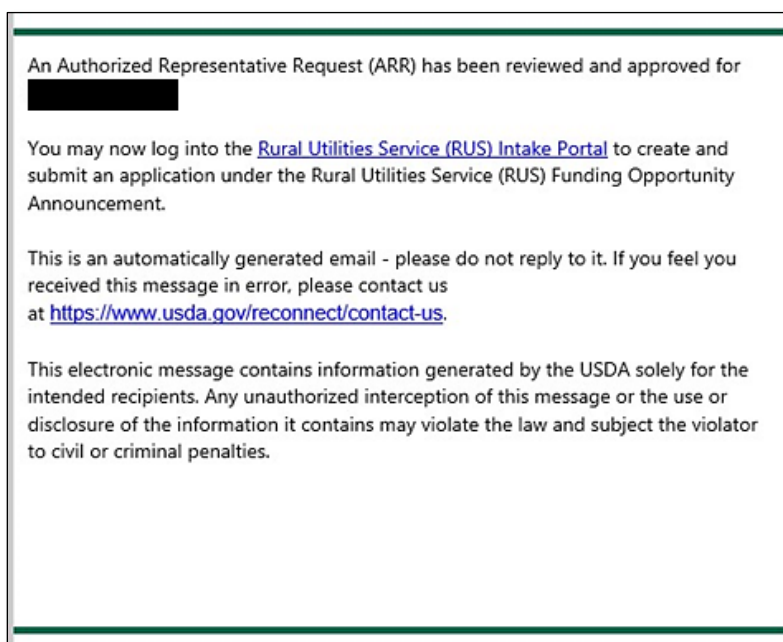 An Authorized Representative Request (ARR) has been reviewed and approved for
You may now log into the Rural Utilities Service (RUS) Intake Portal to create and
submit an application under the Rural Utilities Service (RUS) Funding Opportunity
Announcement.
This is an automatically generated email - please do not reply to it. If you feel you
received this message in error, please contact us
at https://www.usda.gov/reconnect/contact-us.
This electronic message contains information generated by the USDA solely for the
intended recipients. Any unauthorized interception of this message or the use or
disclosure of the information it contains may violate the law and subject the violator
to civil or criminal penalties.